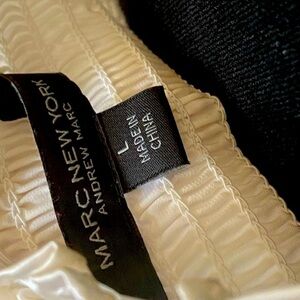 MARC NEW YORK
ANDREW MARC
L
MADE IN
CHINA